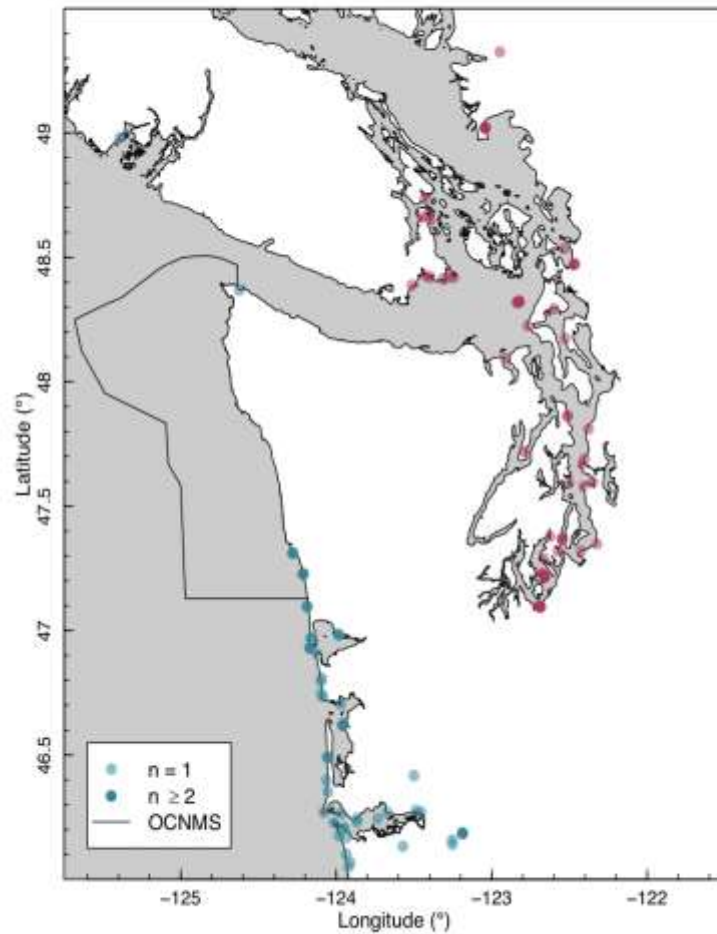 49
48.5
48
47.5
47
46.5
Latitude (°)
n = 1
n ≥ 2
OCNMS
−125
−124
−123
−122
Longitude (°)